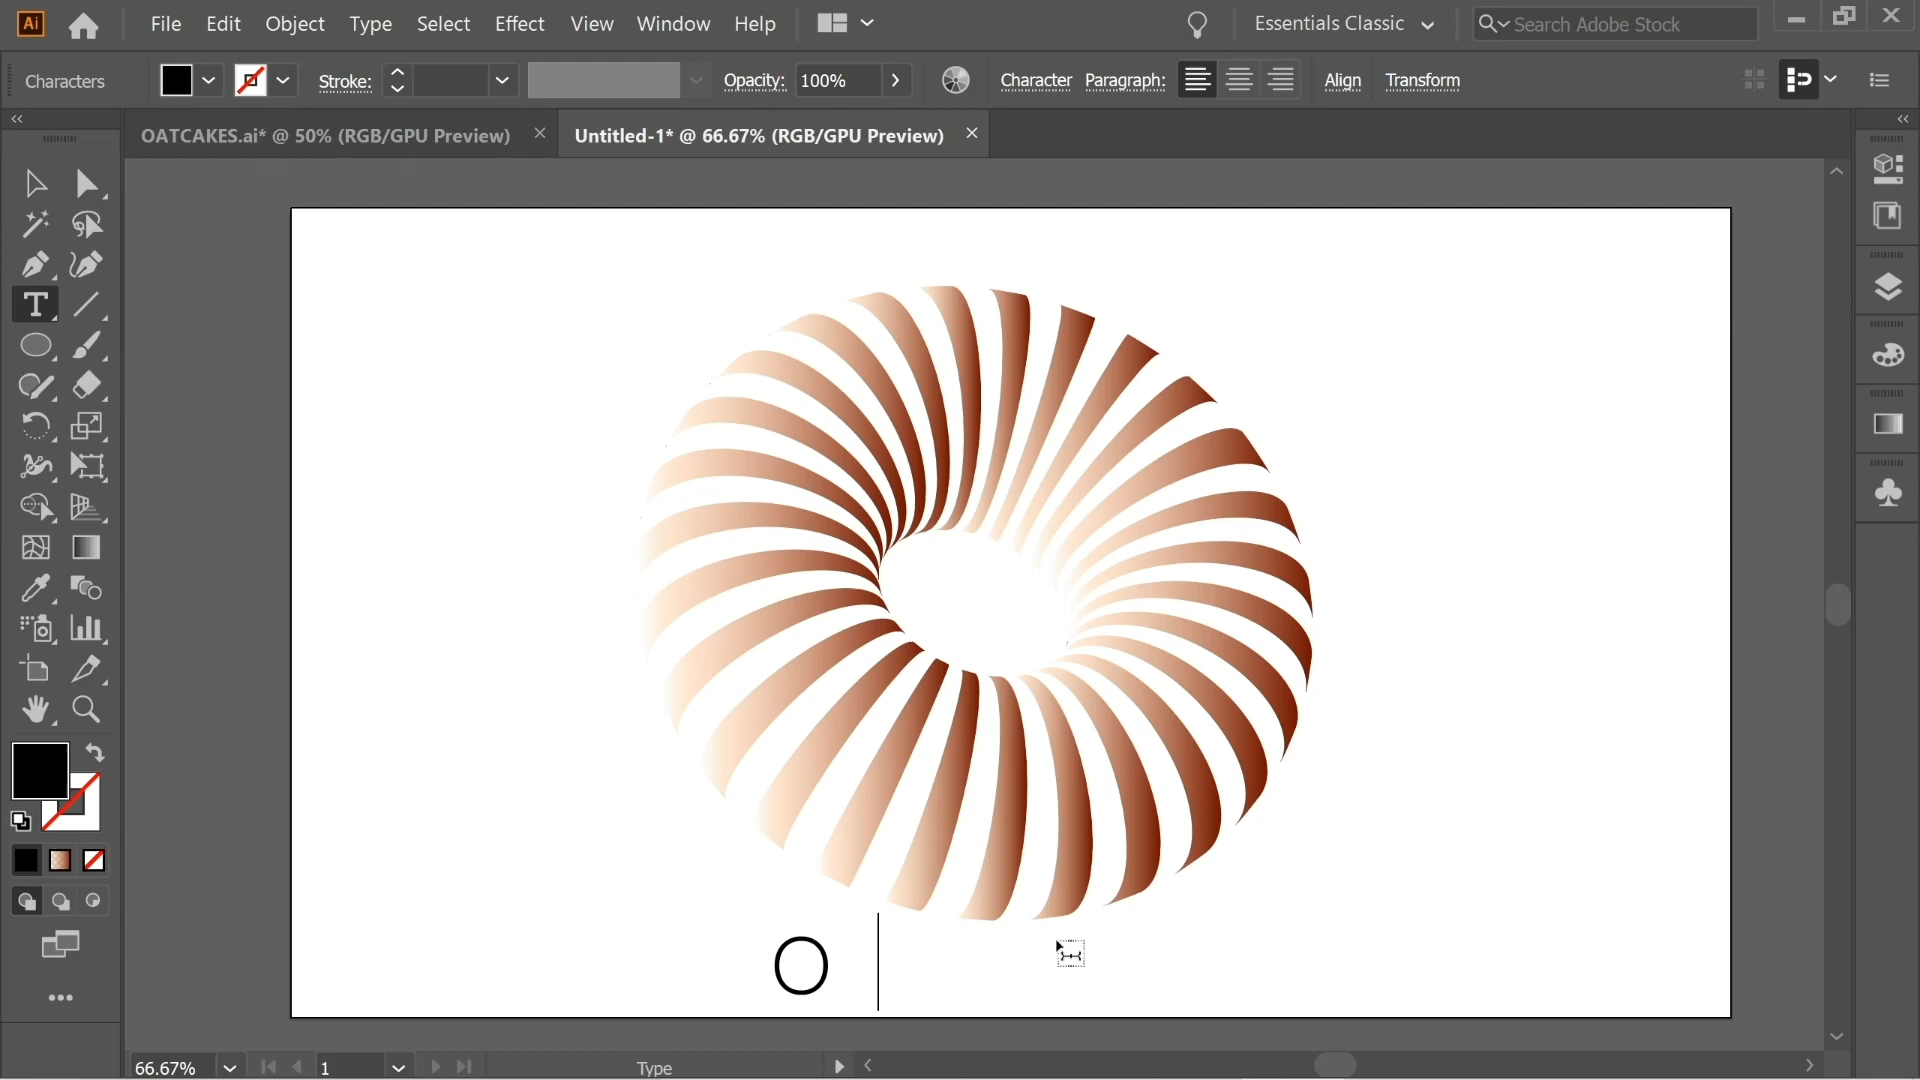 Ai File Edit Object Type Select Effect View Window Help Essentials Classic Search Adobe Stock
Characters Stroke: Opacity: 100% Character Paragraph: Align Transform
OATCAKES.ai* @ 50% (RGB/GPU Preview) Untitled-1* @ 66.67% (RGB/GPU Preview)
O
66.67% 1 Type